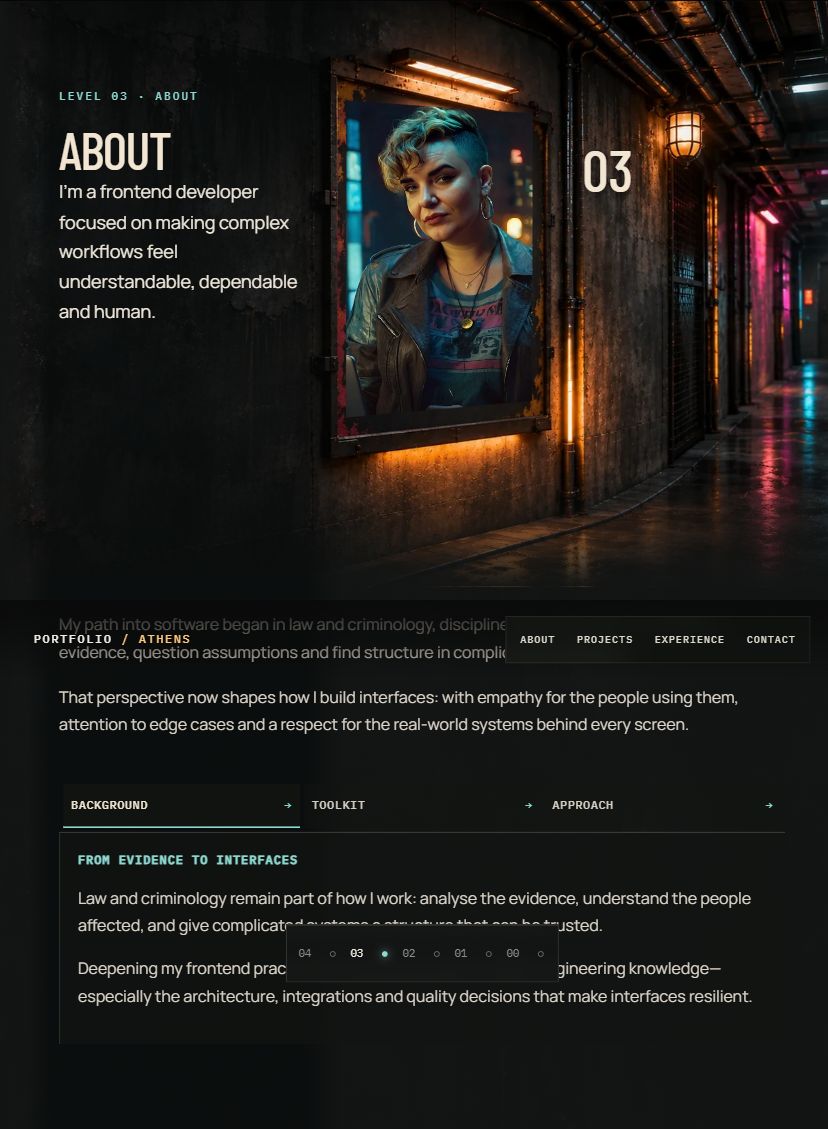 LEVEL 03 · ABOUT
ABOUT
03
I'm a frontend developer
focused on making complex
workflows feel
understandable, dependable
and human.
My path into software began in law and criminology, discipline
PORTFOLIO / ATHENS
ABOUT PROJECTS EXPERIENCE CONTACT
evidence, question assumptions and find structure in complic
That perspective now shapes how I build interfaces: with empathy for the people using them,
attention to edge cases and a respect for the real-world systems behind every screen.
BACKGROUND → TOOLKIT → APPROACH →
FROM EVIDENCE TO INTERFACES
Law and criminology remain part of how I work: analyse the evidence, understand the people
affected, and give complicated systems a structure that can be trusted.
04 03 02 01 00
Deepening my frontend prac gineering knowledge—
especially the architecture, integrations and quality decisions that make interfaces resilient.